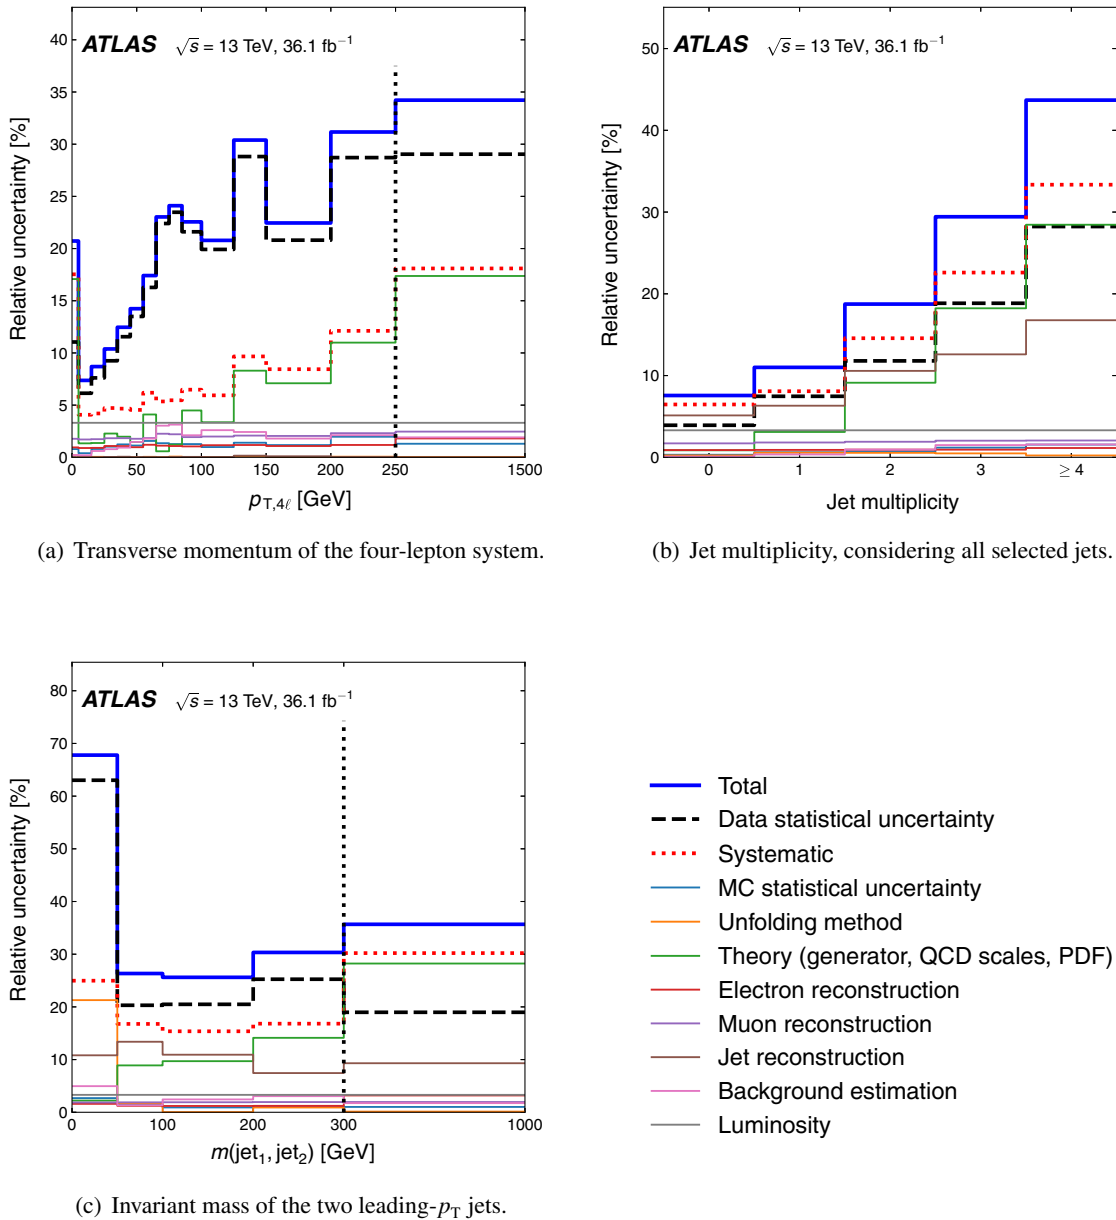 ATLAS √s = 13 TeV, 36.1 fb⁻¹
Relative uncertainty [%]
40
35
30
25
20
15
10
5
0
0 50 100 150 200 250 1500
p_T,4ℓ [GeV]
(a) Transverse momentum of the four-lepton system.
ATLAS √s = 13 TeV, 36.1 fb⁻¹
Relative uncertainty [%]
50
40
30
20
10
0
0 1 2 3 ≥ 4
Jet multiplicity
(b) Jet multiplicity, considering all selected jets.
ATLAS √s = 13 TeV, 36.1 fb⁻¹
Relative uncertainty [%]
80
70
60
50
40
30
20
10
0
0 100 200 300 1000
m(jet₁, jet₂) [GeV]
(c) Invariant mass of the two leading-p_T jets.
Total
Data statistical uncertainty
Systematic
MC statistical uncertainty
Unfolding method
Theory (generator, QCD scales, PDF)
Electron reconstruction
Muon reconstruction
Jet reconstruction
Background estimation
Luminosity